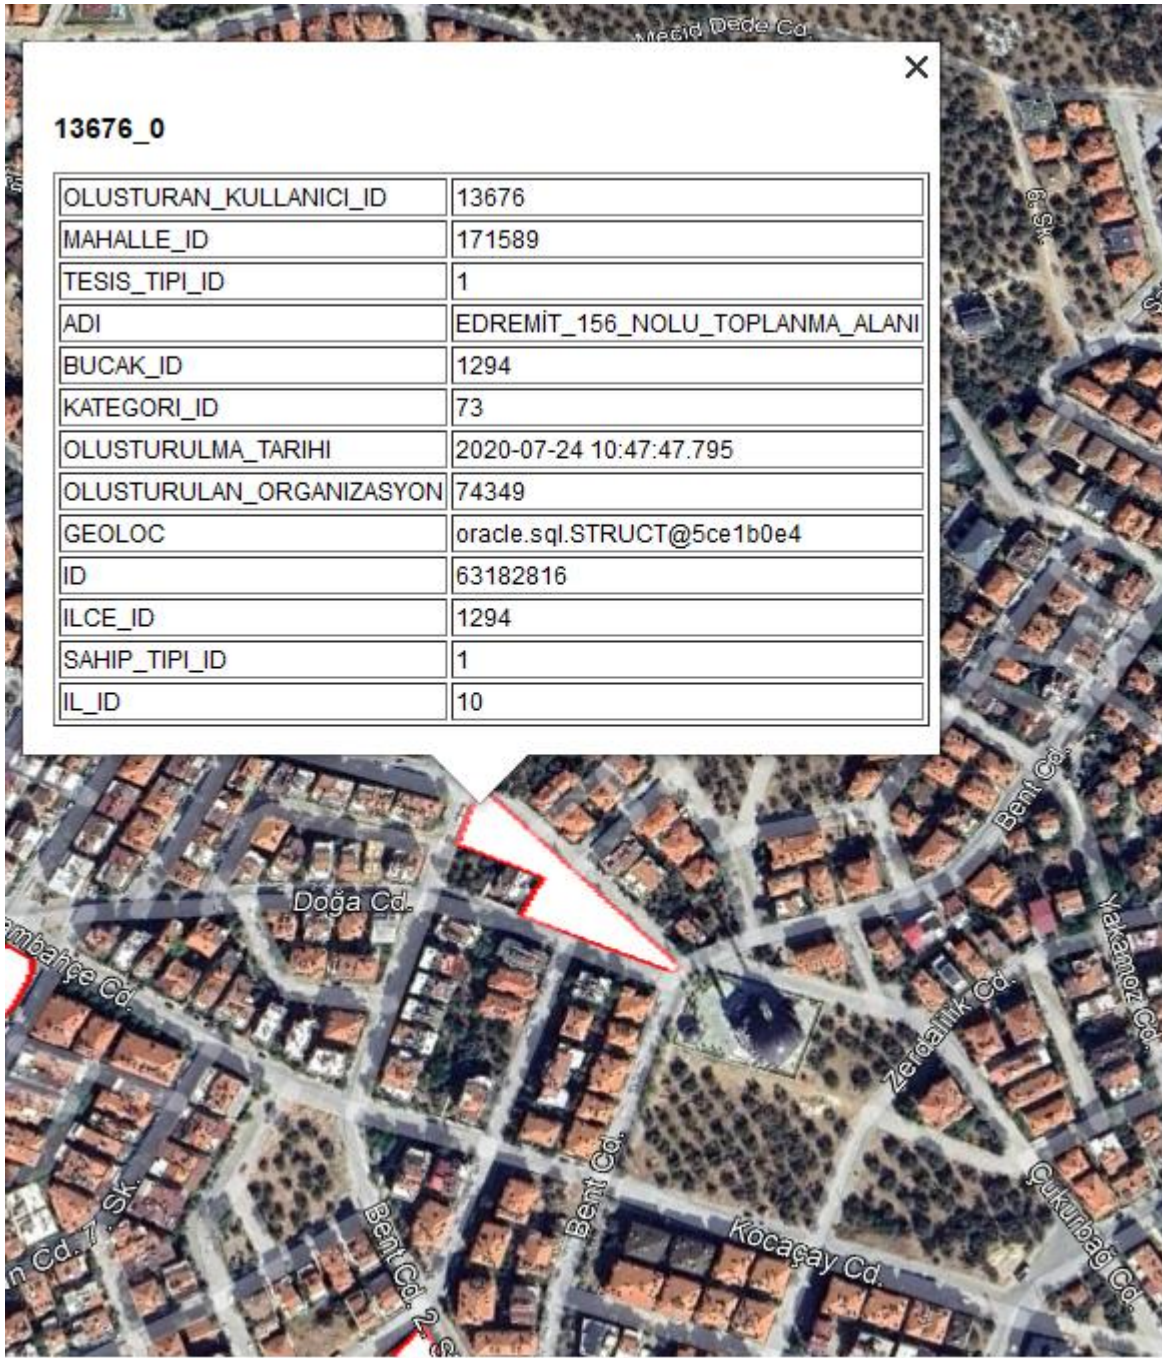 Mecid Dede Cd.
13676_0
OLUSTURAN_KULLANICI_ID 13676
MAHALLE_ID 171589
TESIS_TIPI_ID 1
ADI EDREMİT_156_NOLU_TOPLANMA_ALANI
BUCAK_ID 1294
KATEGORI_ID 73
OLUSTURULMA_TARIHI 2020-07-24 10:47:47.795
OLUSTURULAN_ORGANIZASYON 74349
GEOLOC oracle.sql.STRUCT@5ce1b0e4
ID 63182816
ILCE_ID 1294
SAHIP_TIPI_ID 1
IL_ID 10
6. Sk.
Bent Cd.
Doğa Cd.
Yakamoz Cd.
ambahçe Cd.
Zerdalilik Cd.
Bent Cd.
Çukurbağ Cd.
n Cd. 7. Sk.
Bent Cd. 2. S
Kocaçay Cd.